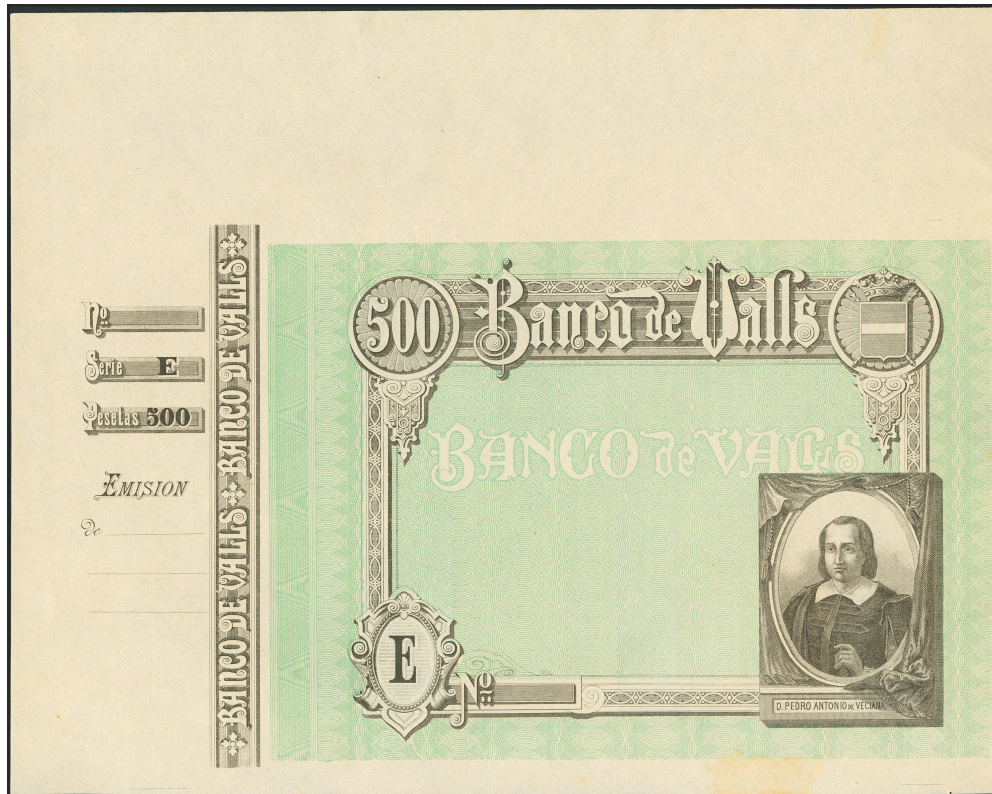 Nº
Serie E
Pesetas 500
EMISION
de
BANCO DE VALLS BANCO DE VALLS
500 Banco de Valls
BANCO de VALLS
E
Nº
D. PEDRO ANTONIO DE VECIANA